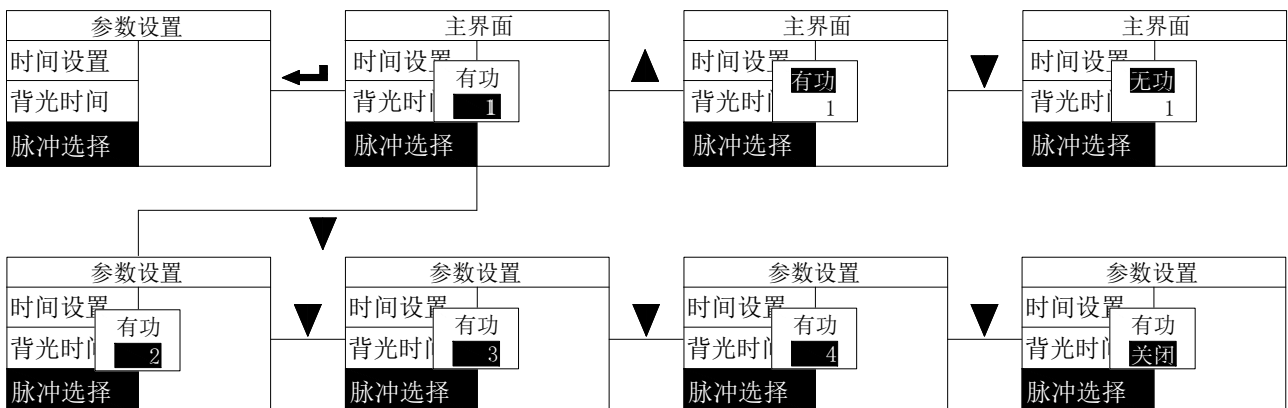 参数设置
时间设置
背光时间
脉冲选择
主界面
时间设置
有功
背光时间
1
脉冲选择
主界面
时间设置
有功
背光时间
1
脉冲选择
主界面
时间设置
无功
背光时间
1
脉冲选择
参数设置
时间设置
有功
背光时间
2
脉冲选择
参数设置
时间设置
有功
背光时间
3
脉冲选择
参数设置
时间设置
有功
背光时间
4
脉冲选择
参数设置
时间设置
有功
背光时间
关闭
脉冲选择